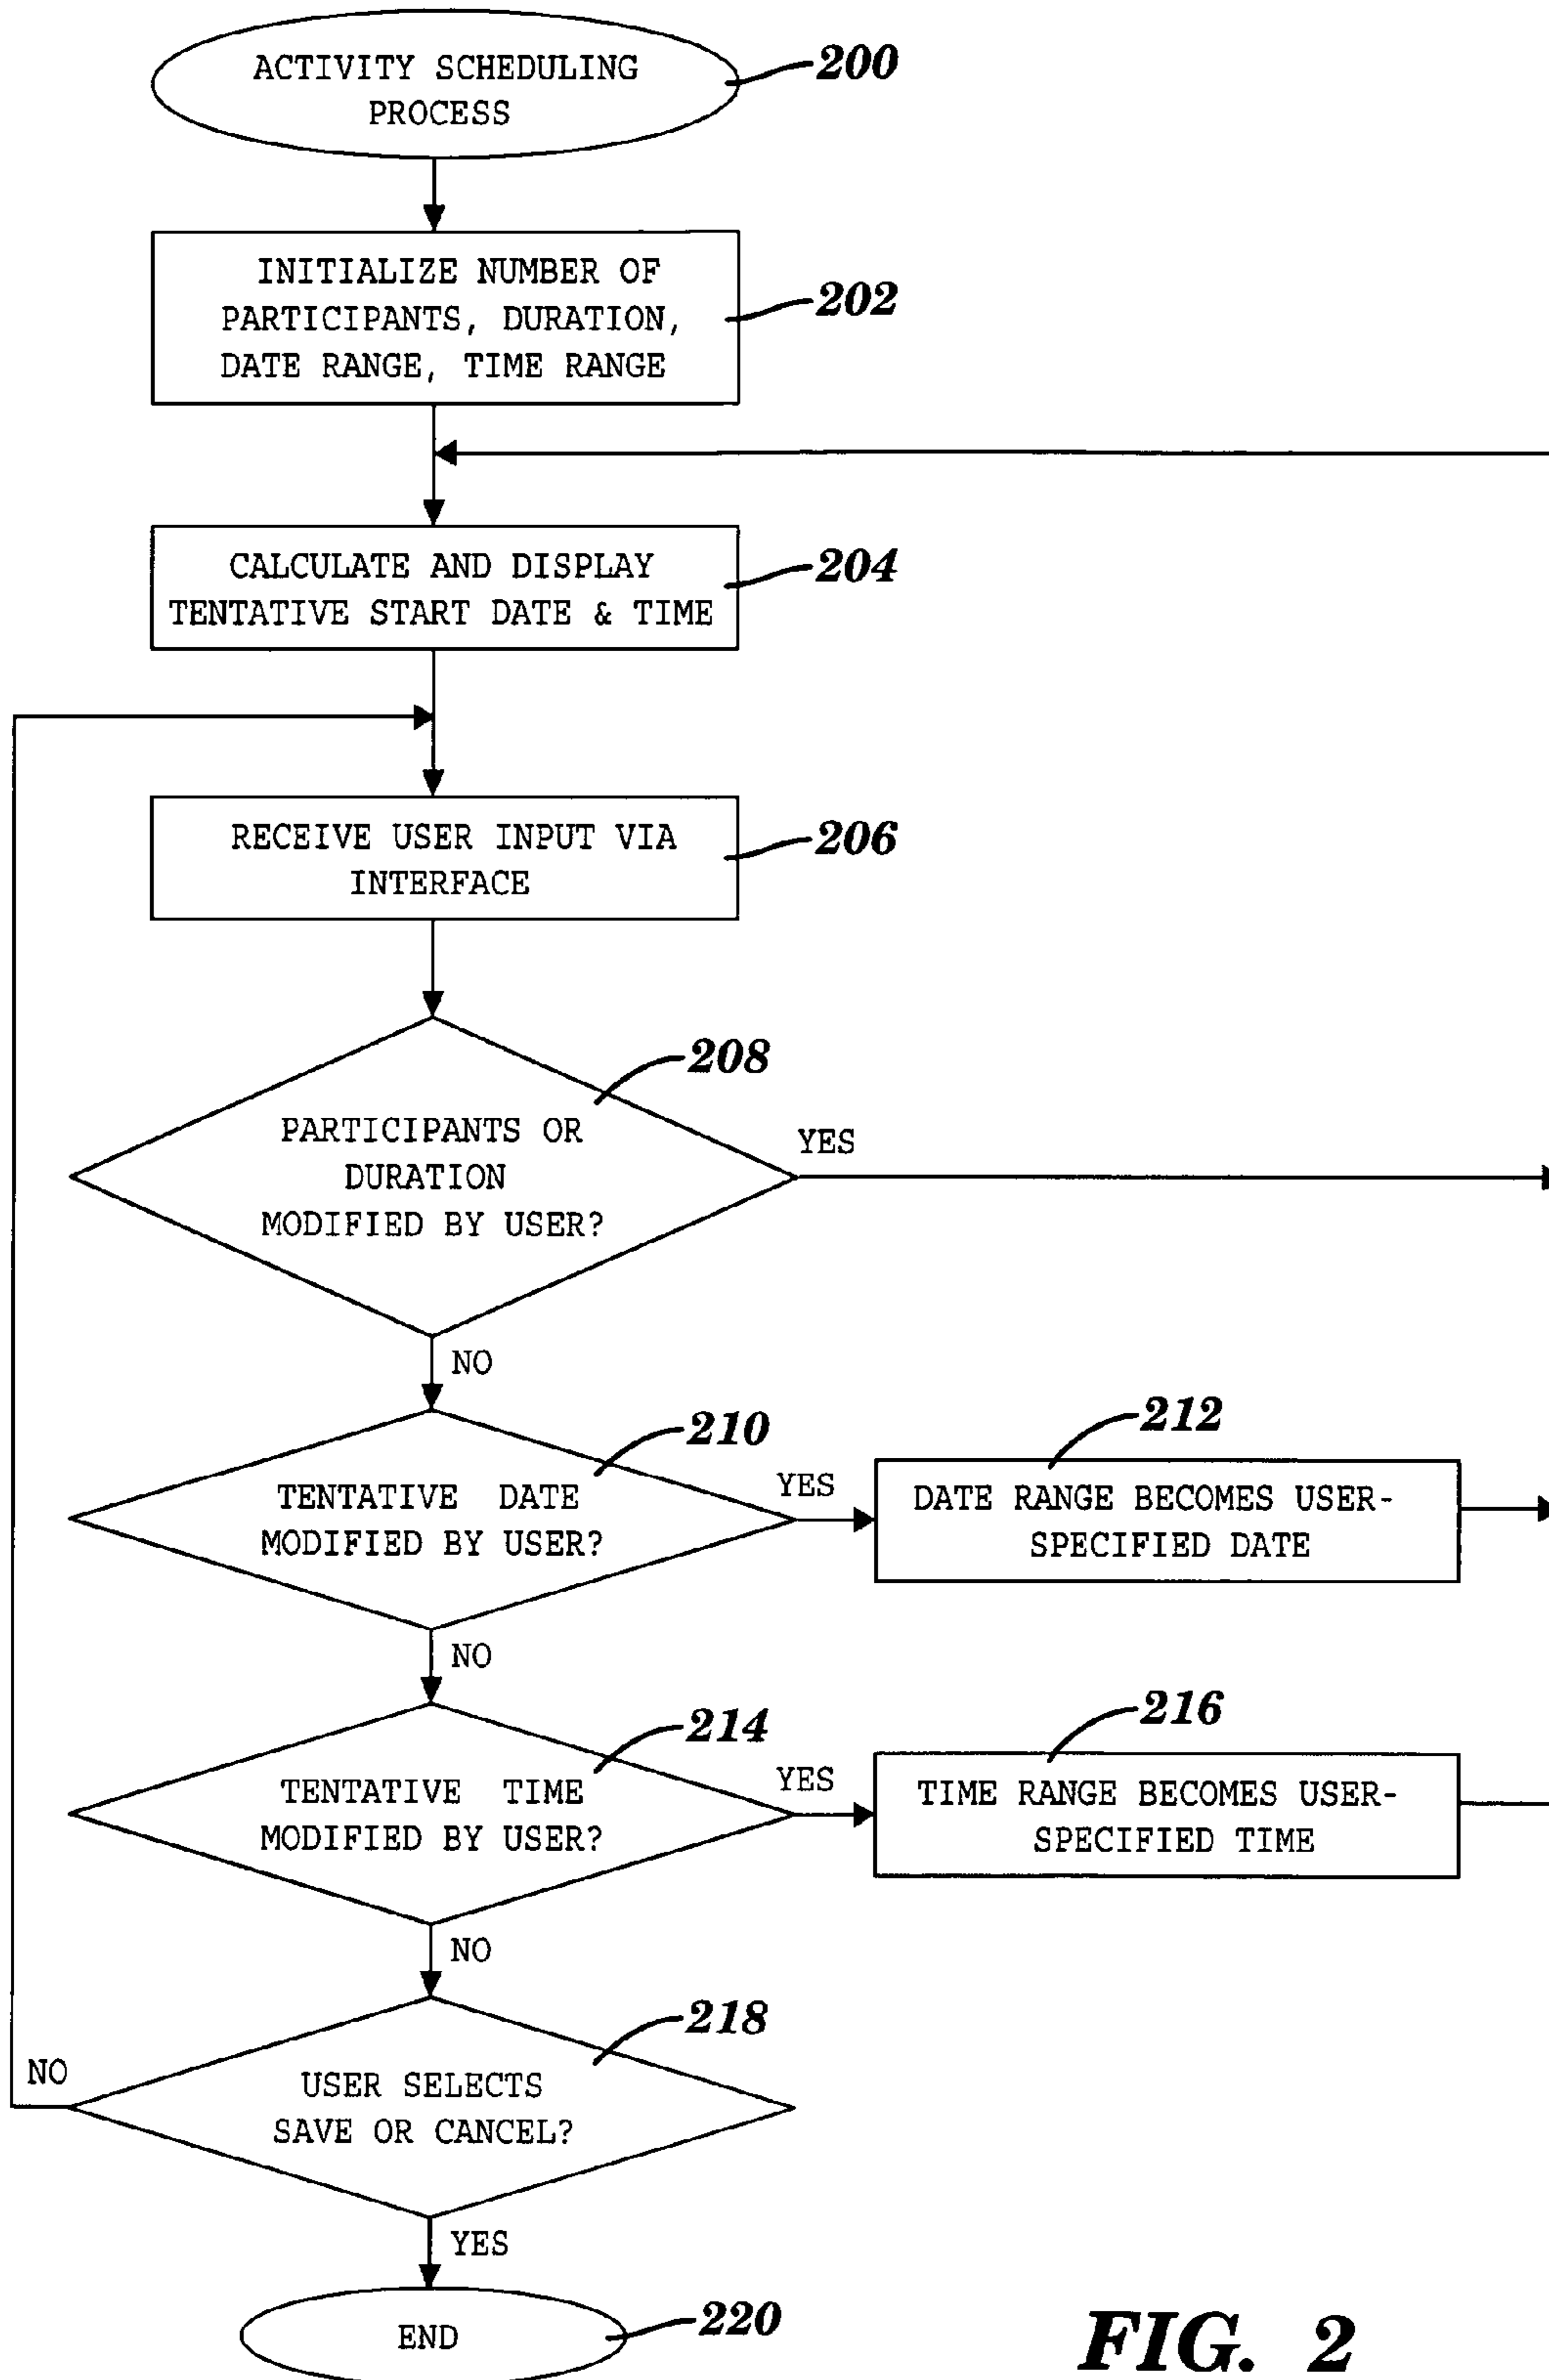 ACTIVITY SCHEDULING
PROCESS
200
INITIALIZE NUMBER OF
PARTICIPANTS, DURATION,
DATE RANGE, TIME RANGE
202
CALCULATE AND DISPLAY
TENTATIVE START DATE & TIME
204
RECEIVE USER INPUT VIA
INTERFACE
206
208
PARTICIPANTS OR
DURATION
MODIFIED BY USER?
YES
NO
210
TENTATIVE DATE
MODIFIED BY USER?
YES
212
DATE RANGE BECOMES USER-
SPECIFIED DATE
NO
214
TENTATIVE TIME
MODIFIED BY USER?
YES
216
TIME RANGE BECOMES USER-
SPECIFIED TIME
NO
218
USER SELECTS
SAVE OR CANCEL?
NO
YES
END
220
FIG. 2